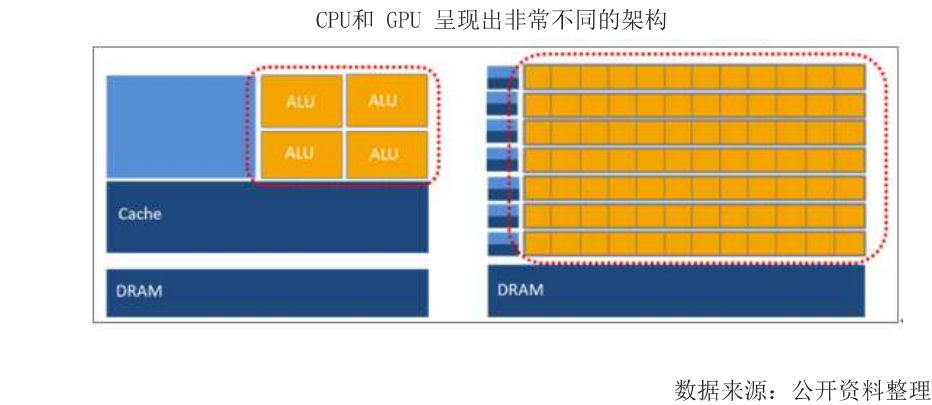 CPU和 GPU 呈现出非常不同的架构
ALU ALU
ALU ALU
Cache
DRAM
DRAM
数据来源：公开资料整理